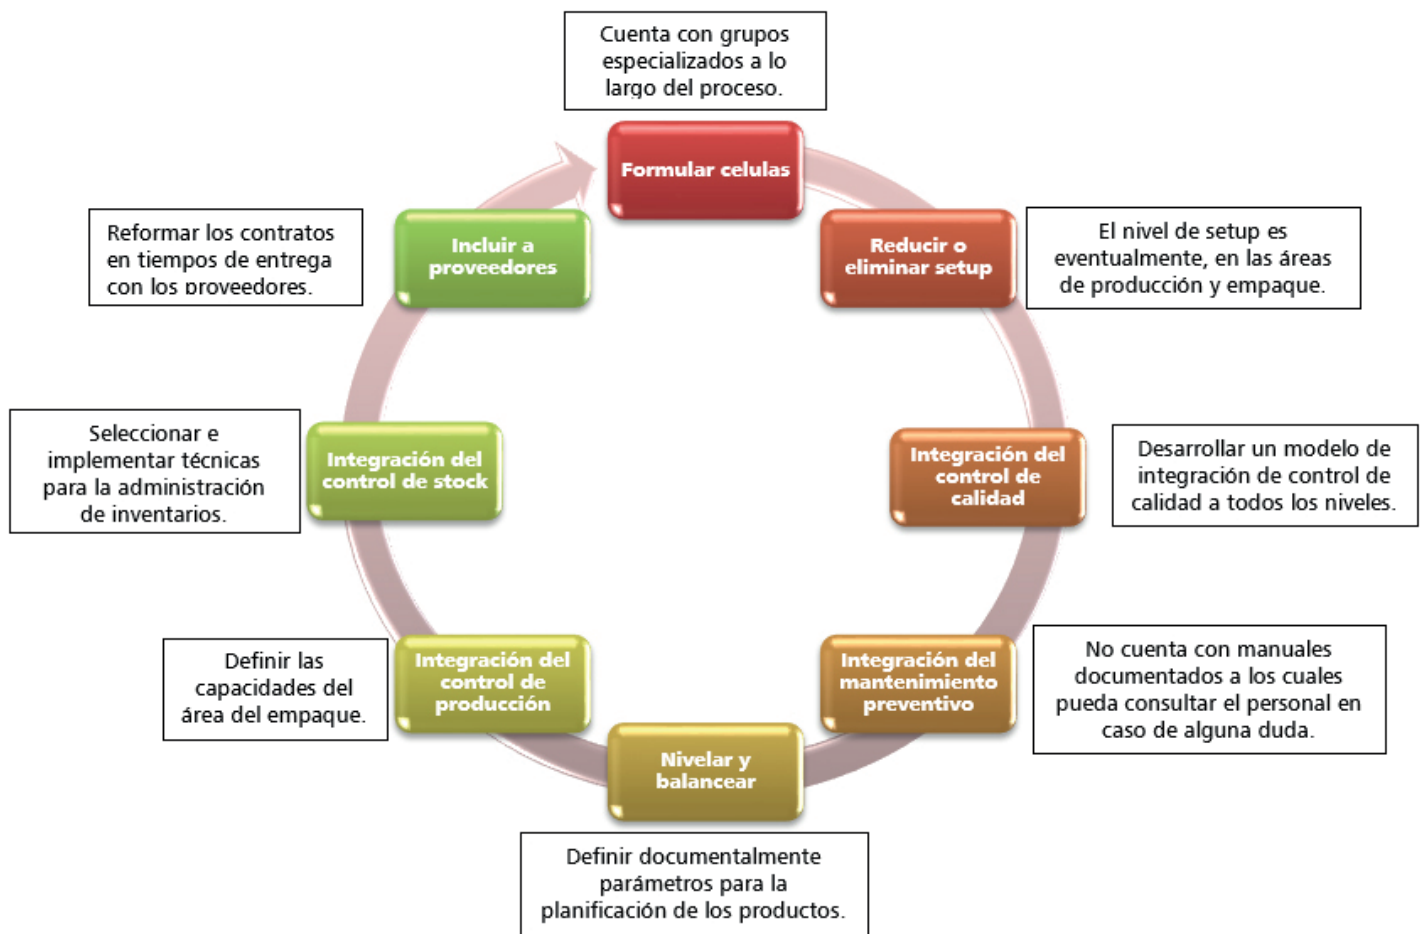 Cuenta con grupos
especializados a lo
largo del proceso.
Formular celulas
Reducir o
eliminar setup
El nivel de setup es
eventualmente, en las áreas
de producción y empaque.
Integración del
control de
calidad
Desarrollar un modelo de
integración de control de
calidad a todos los niveles.
Integración del
mantenimiento
preventivo
No cuenta con manuales
documentados a los cuales
pueda consultar el personal en
caso de alguna duda.
Nivelar y
balancear
Definir documentalmente
parámetros para la
planificación de los productos.
Integración del
control de
producción
Definir las
capacidades del
área del empaque.
Integración del
control de stock
Seleccionar e
implementar técnicas
para la administración
de inventarios.
Incluir a
proveedores
Reformar los contratos
en tiempos de entrega
con los proveedores.